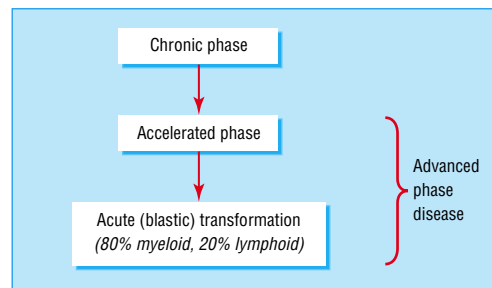 Chronic phase
Accelerated phase
Advanced
phase
disease
Acute (blastic) transformation
(80% myeloid, 20% lymphoid)